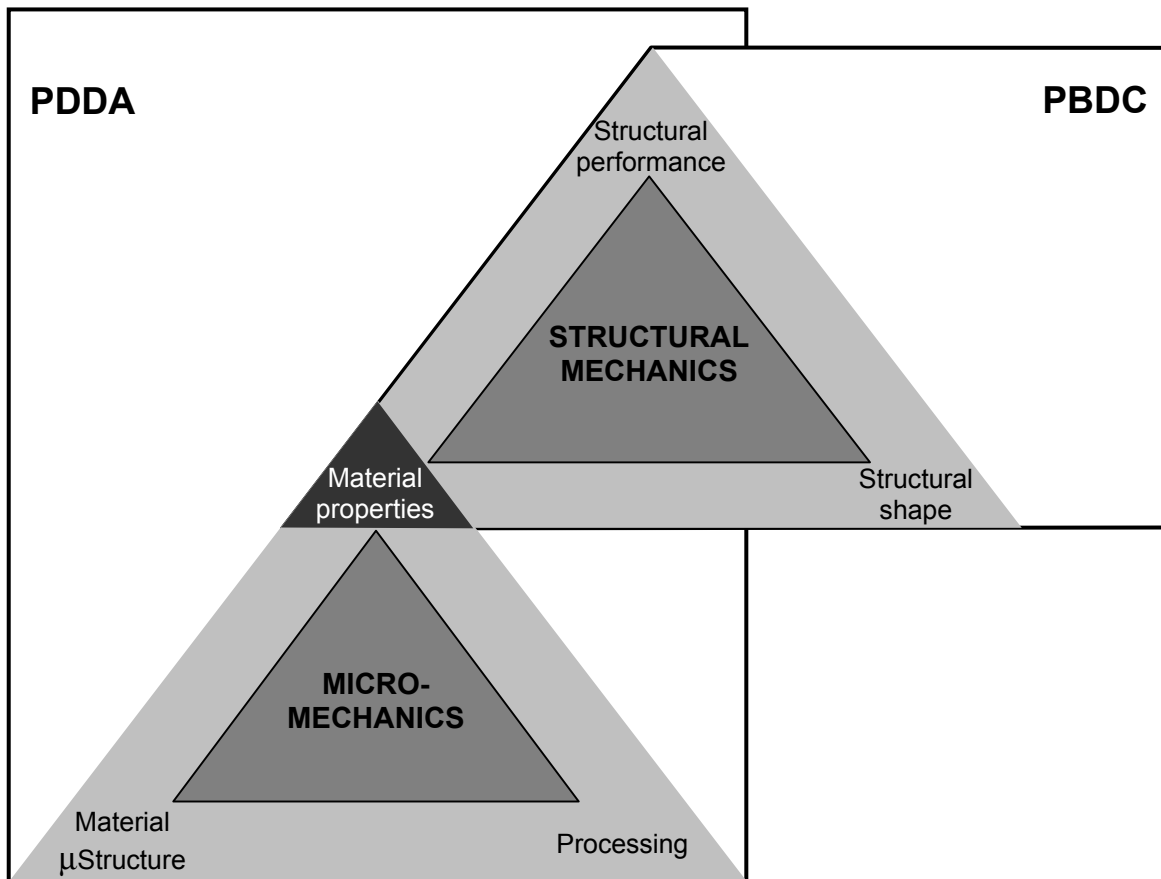 PDDA
PBDC
Structural
performance
STRUCTURAL
MECHANICS
Material
properties
Structural
shape
MICRO-
MECHANICS
Material
μStructure
Processing